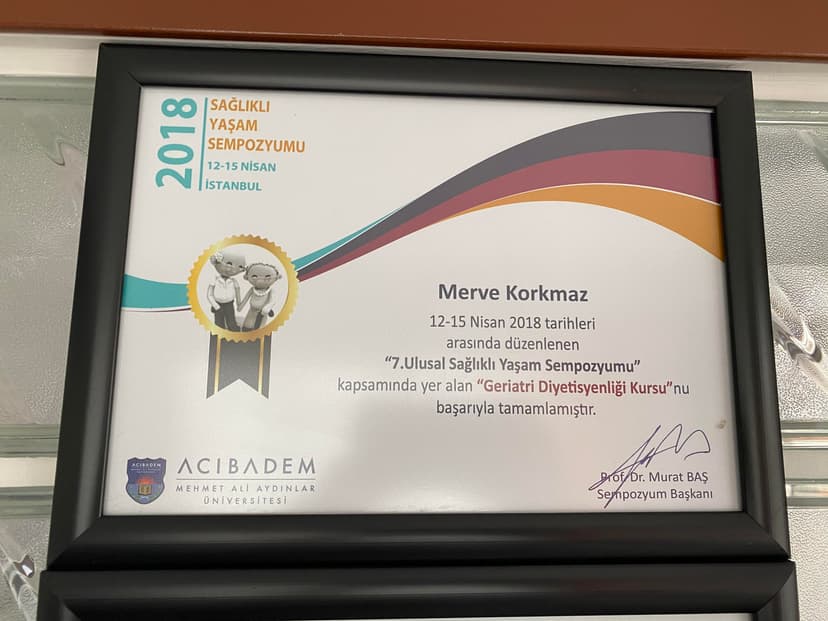 2018
SAĞLIKLI
YAŞAM
SEMPOZYUMU
12-15 NİSAN
İSTANBUL
Merve Korkmaz
12-15 Nisan 2018 tarihleri
arasında düzenlenen
“7.Ulusal Sağlıklı Yaşam Sempozyumu”
kapsamında yer alan “Geriatri Diyetisyenliği Kursu”nu
başarıyla tamamlamıştır.
ACIBADEM
ACIBADEM
MEHMET ALİ AYDINLAR
ÜNİVERSİTESİ
Prof. Dr. Murat BAŞ
Sempozyum Başkanı